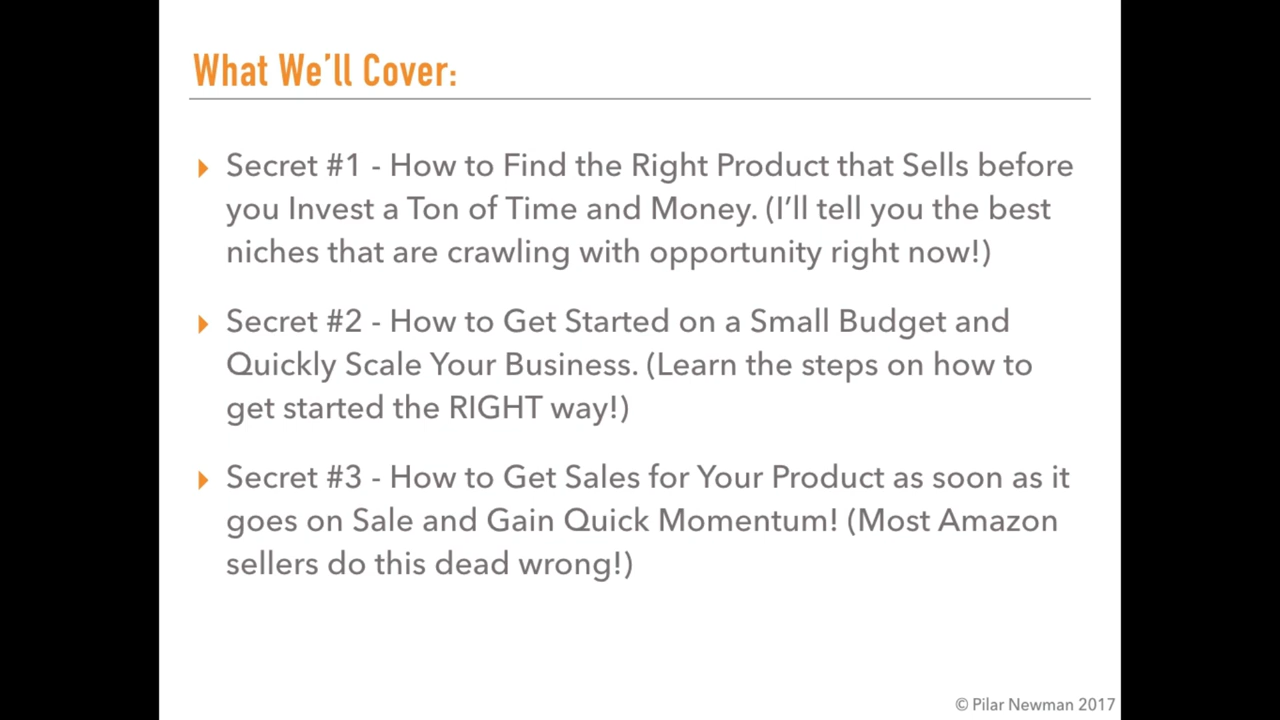 What We’ll Cover:
Secret #1 - How to Find the Right Product that Sells before
you Invest a Ton of Time and Money. (I’ll tell you the best
niches that are crawling with opportunity right now!)
Secret #2 - How to Get Started on a Small Budget and
Quickly Scale Your Business. (Learn the steps on how to
get started the RIGHT way!)
Secret #3 - How to Get Sales for Your Product as soon as it
goes on Sale and Gain Quick Momentum! (Most Amazon
sellers do this dead wrong!)
© Pilar Newman 2017